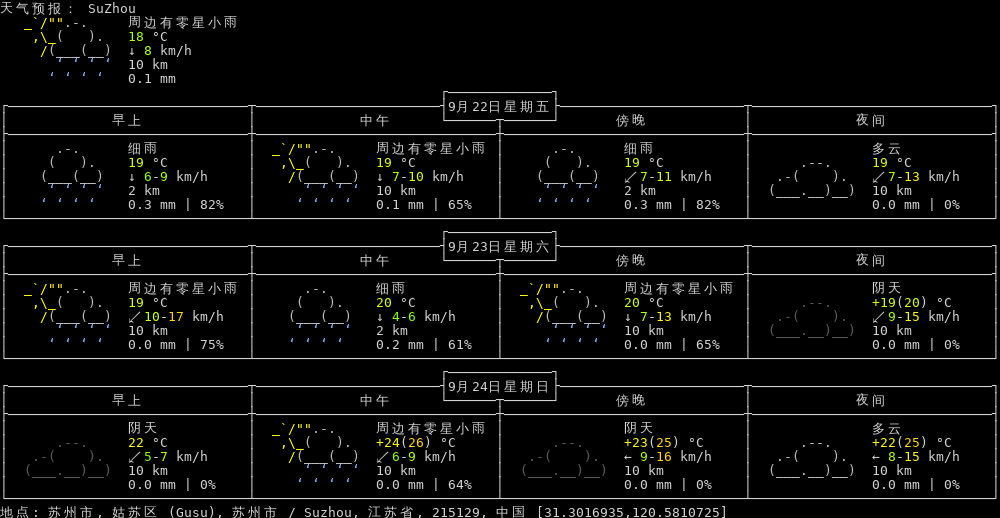 天气预报： SuZhou
周边有零星小雨
18 °C
↓ 8 km/h
10 km
0.1 mm
9月22日星期五
早上 中午 傍晚 夜间
细雨 周边有零星小雨 细雨 多云
19 °C 19 °C 19 °C 19 °C
↓ 6-9 km/h ↓ 7-10 km/h ↙ 7-11 km/h ↙ 7-13 km/h
2 km 10 km 2 km 10 km
0.3 mm | 82% 0.1 mm | 65% 0.3 mm | 82% 0.0 mm | 0%
9月23日星期六
早上 中午 傍晚 夜间
周边有零星小雨 细雨 周边有零星小雨 阴天
19 °C 20 °C 20 °C +19(20) °C
↙ 10-17 km/h ↓ 4-6 km/h ↓ 7-13 km/h ↙ 9-15 km/h
10 km 2 km 10 km 10 km
0.0 mm | 75% 0.2 mm | 61% 0.0 mm | 65% 0.0 mm | 0%
9月24日星期日
早上 中午 傍晚 夜间
阴天 周边有零星小雨 阴天 多云
22 °C +24(26) °C +23(25) °C +22(25) °C
↙ 5-7 km/h ↙ 6-9 km/h ← 9-16 km/h ← 8-15 km/h
10 km 10 km 10 km 10 km
0.0 mm | 0% 0.0 mm | 64% 0.0 mm | 0% 0.0 mm | 0%
地点: 苏州市, 姑苏区 (Gusu), 苏州市 / Suzhou, 江苏省, 215129, 中国 [31.3016935,120.5810725]